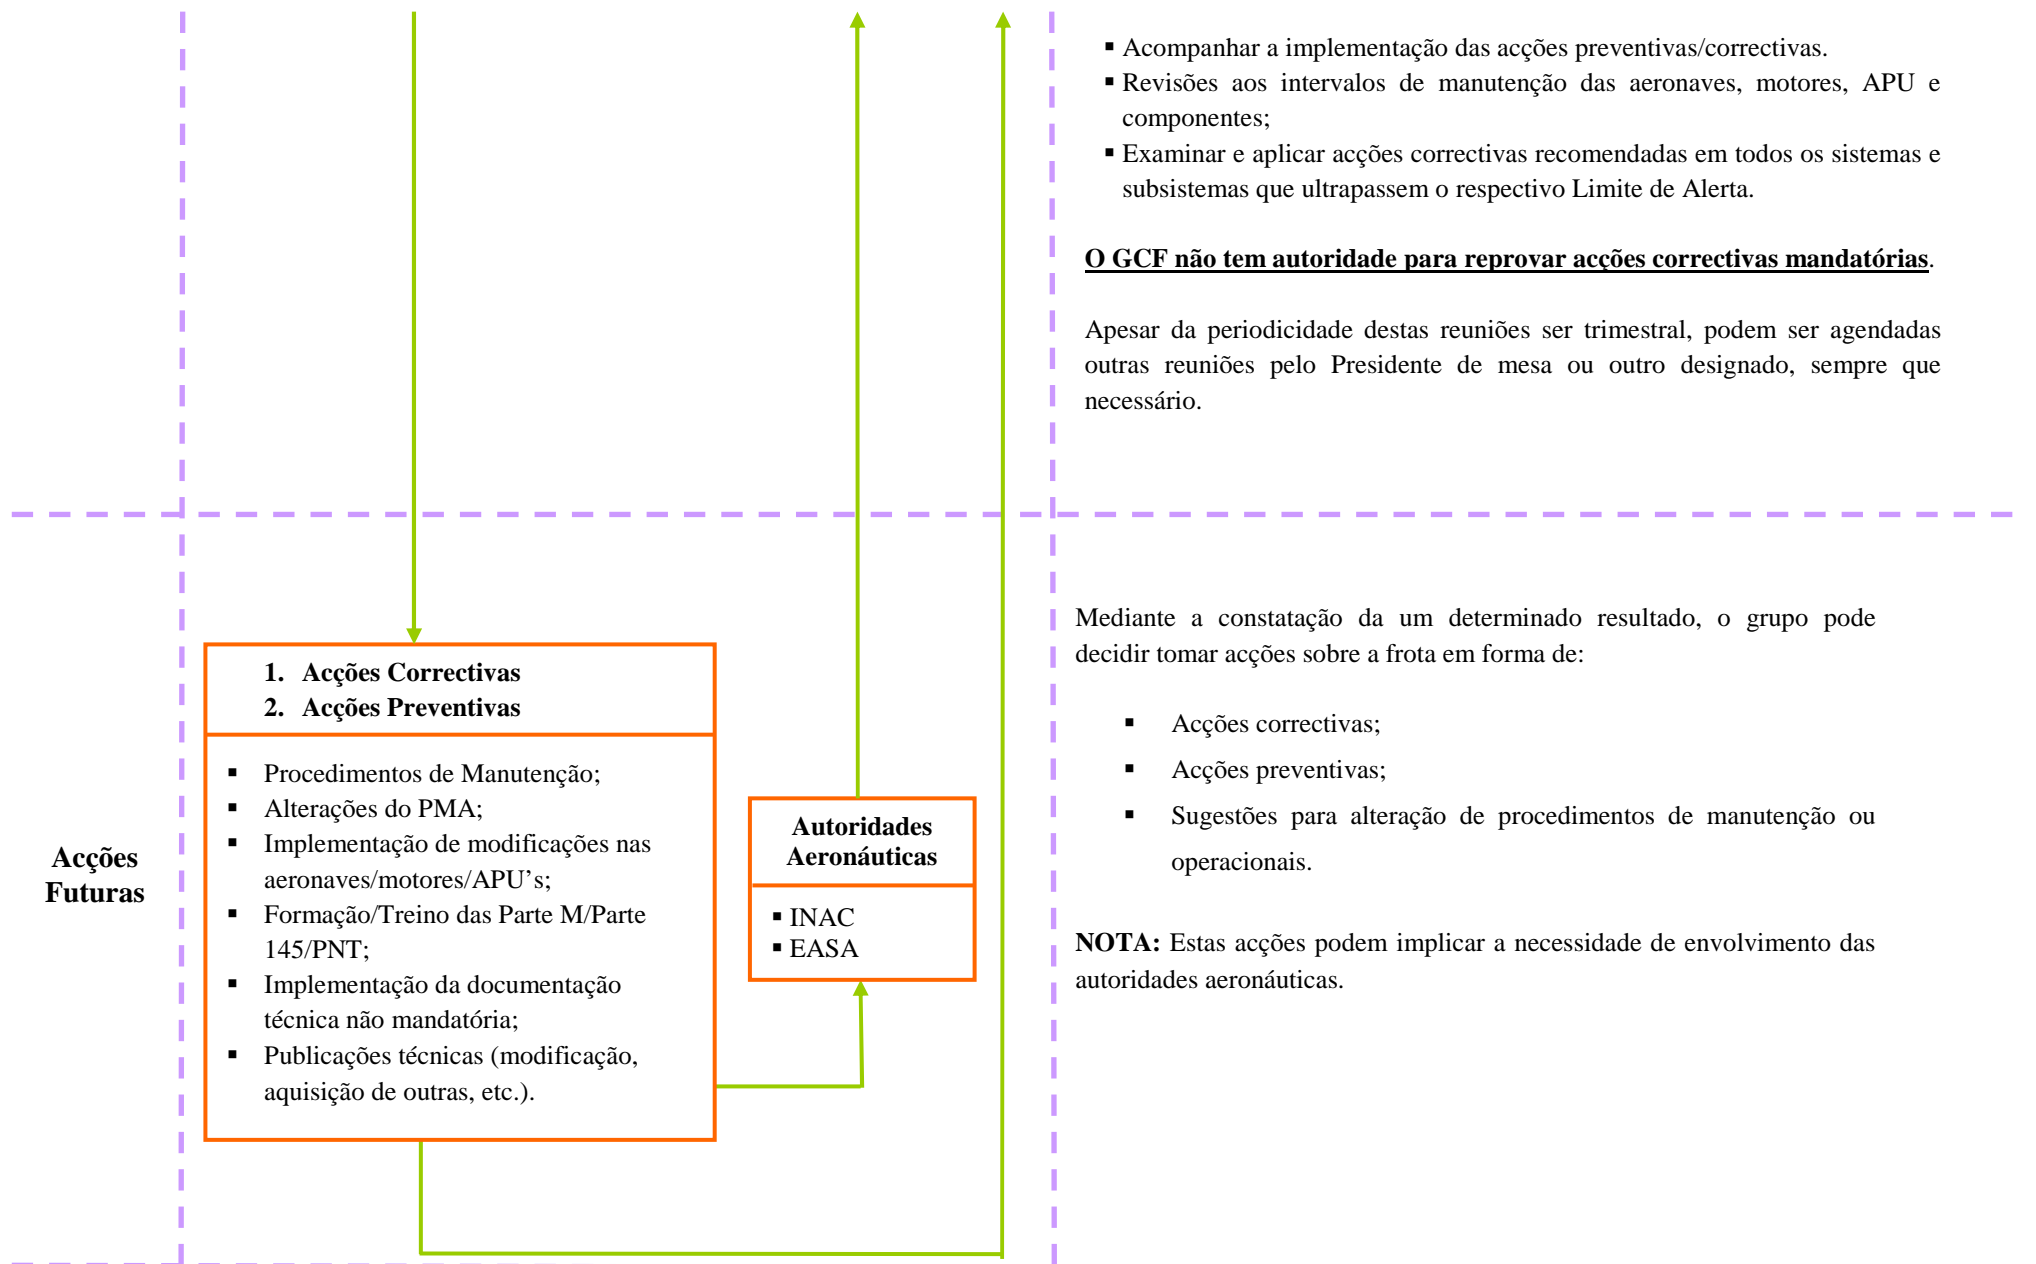 ▪ Acompanhar a implementação das acções preventivas/correctivas.
▪ Revisões aos intervalos de manutenção das aeronaves, motores, APU e
componentes;
▪ Examinar e aplicar acções correctivas recomendadas em todos os sistemas e
subsistemas que ultrapassem o respectivo Limite de Alerta.
O GCF não tem autoridade para reprovar acções correctivas mandatórias.
Apesar da periodicidade destas reuniões ser trimestral, podem ser agendadas
outras reuniões pelo Presidente de mesa ou outro designado, sempre que
necessário.
Acções
Futuras
1. Acções Correctivas
2. Acções Preventivas
▪ Procedimentos de Manutenção;
▪ Alterações do PMA;
▪ Implementação de modificações nas
aeronaves/motores/APU’s;
▪ Formação/Treino das Parte M/Parte
145/PNT;
▪ Implementação da documentação
técnica não mandatória;
▪ Publicações técnicas (modificação,
aquisição de outras, etc.).
Autoridades
Aeronáuticas
▪ INAC
▪ EASA
Mediante a constatação da um determinado resultado, o grupo pode
decidir tomar acções sobre a frota em forma de:
▪ Acções correctivas;
▪ Acções preventivas;
▪ Sugestões para alteração de procedimentos de manutenção ou
operacionais.
NOTA: Estas acções podem implicar a necessidade de envolvimento das
autoridades aeronáuticas.